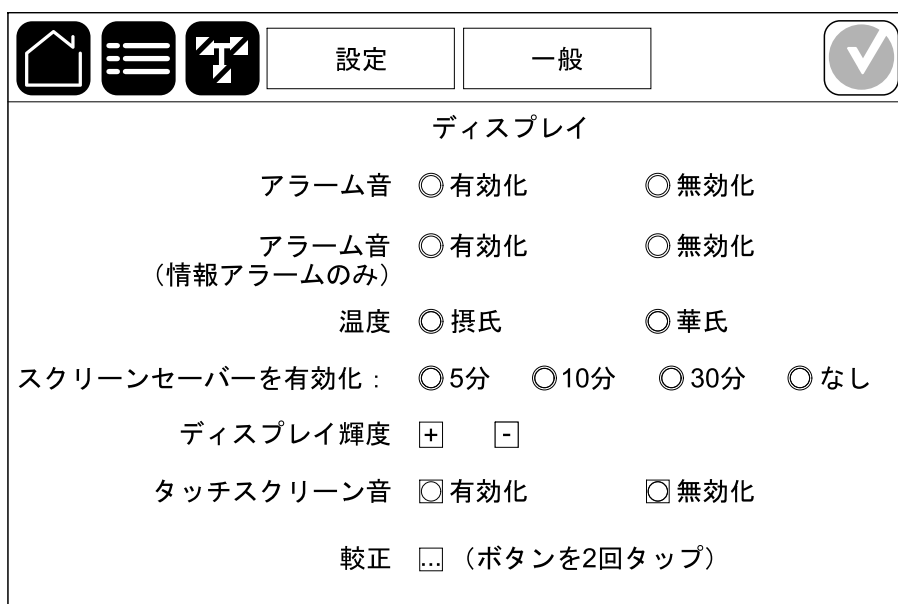 設定 一般
ディスプレイ
アラーム音 有効化 無効化
アラーム音 有効化 無効化
（情報アラームのみ）
温度 摂氏 華氏
スクリーンセーバーを有効化： 5分 10分 30分 なし
ディスプレイ輝度 + -
タッチスクリーン音 有効化 無効化
較正 ... （ボタンを2回タップ）